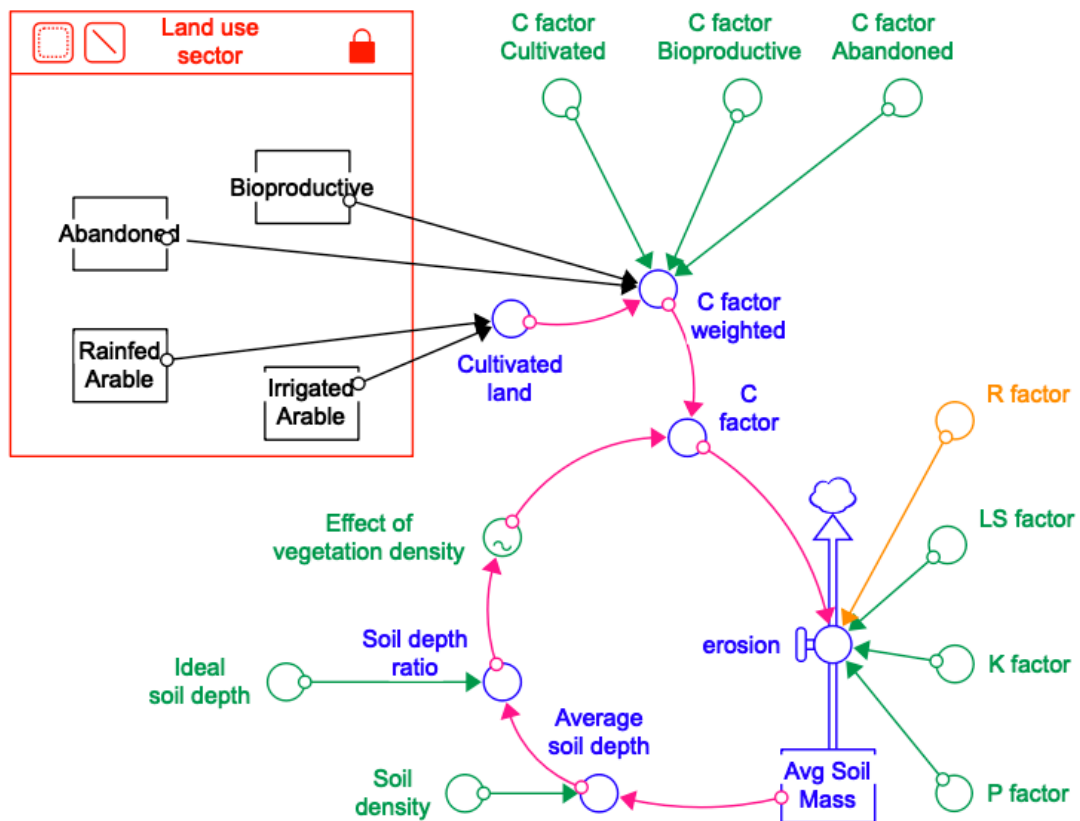 Land use
sector
C factor
Cultivated
C factor
Bioproductive
C factor
Abandoned
Bioproductive
Abandoned
C factor
weighted
Rainfed
Arable
Cultivated
land
Irrigated
Arable
C
factor
R factor
Effect of
vegetation density
LS factor
Soil depth
ratio
erosion
Ideal
soil depth
K factor
Average
soil depth
Soil
density
Avg Soil
Mass
P factor